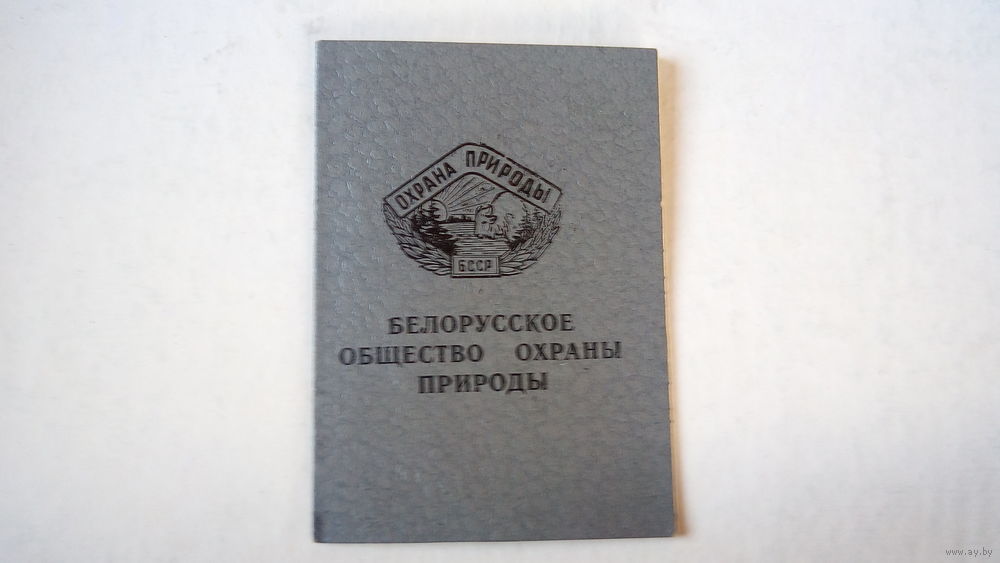 ОХРАНА ПРИРОДЫ
БССР
БЕЛОРУССКОЕ
ОБЩЕСТВО ОХРАНЫ
ПРИРОДЫ
www.ay.by